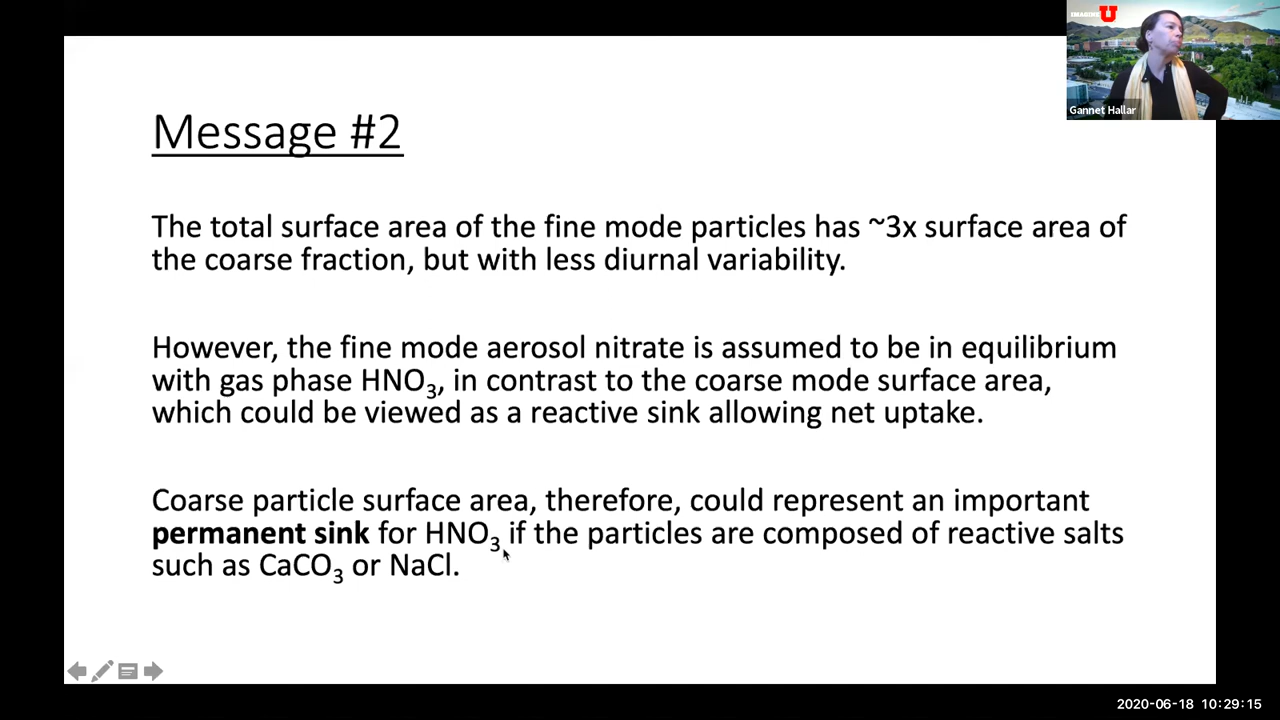 IMAGINE U
Gannet Hallar
Message #2
The total surface area of the fine mode particles has ~3x surface area of
the coarse fraction, but with less diurnal variability.
However, the fine mode aerosol nitrate is assumed to be in equilibrium
with gas phase HNO₃, in contrast to the coarse mode surface area,
which could be viewed as a reactive sink allowing net uptake.
Coarse particle surface area, therefore, could represent an important
permanent sink for HNO₃ if the particles are composed of reactive salts
such as CaCO₃ or NaCl.
2020-06-18 10:29:15